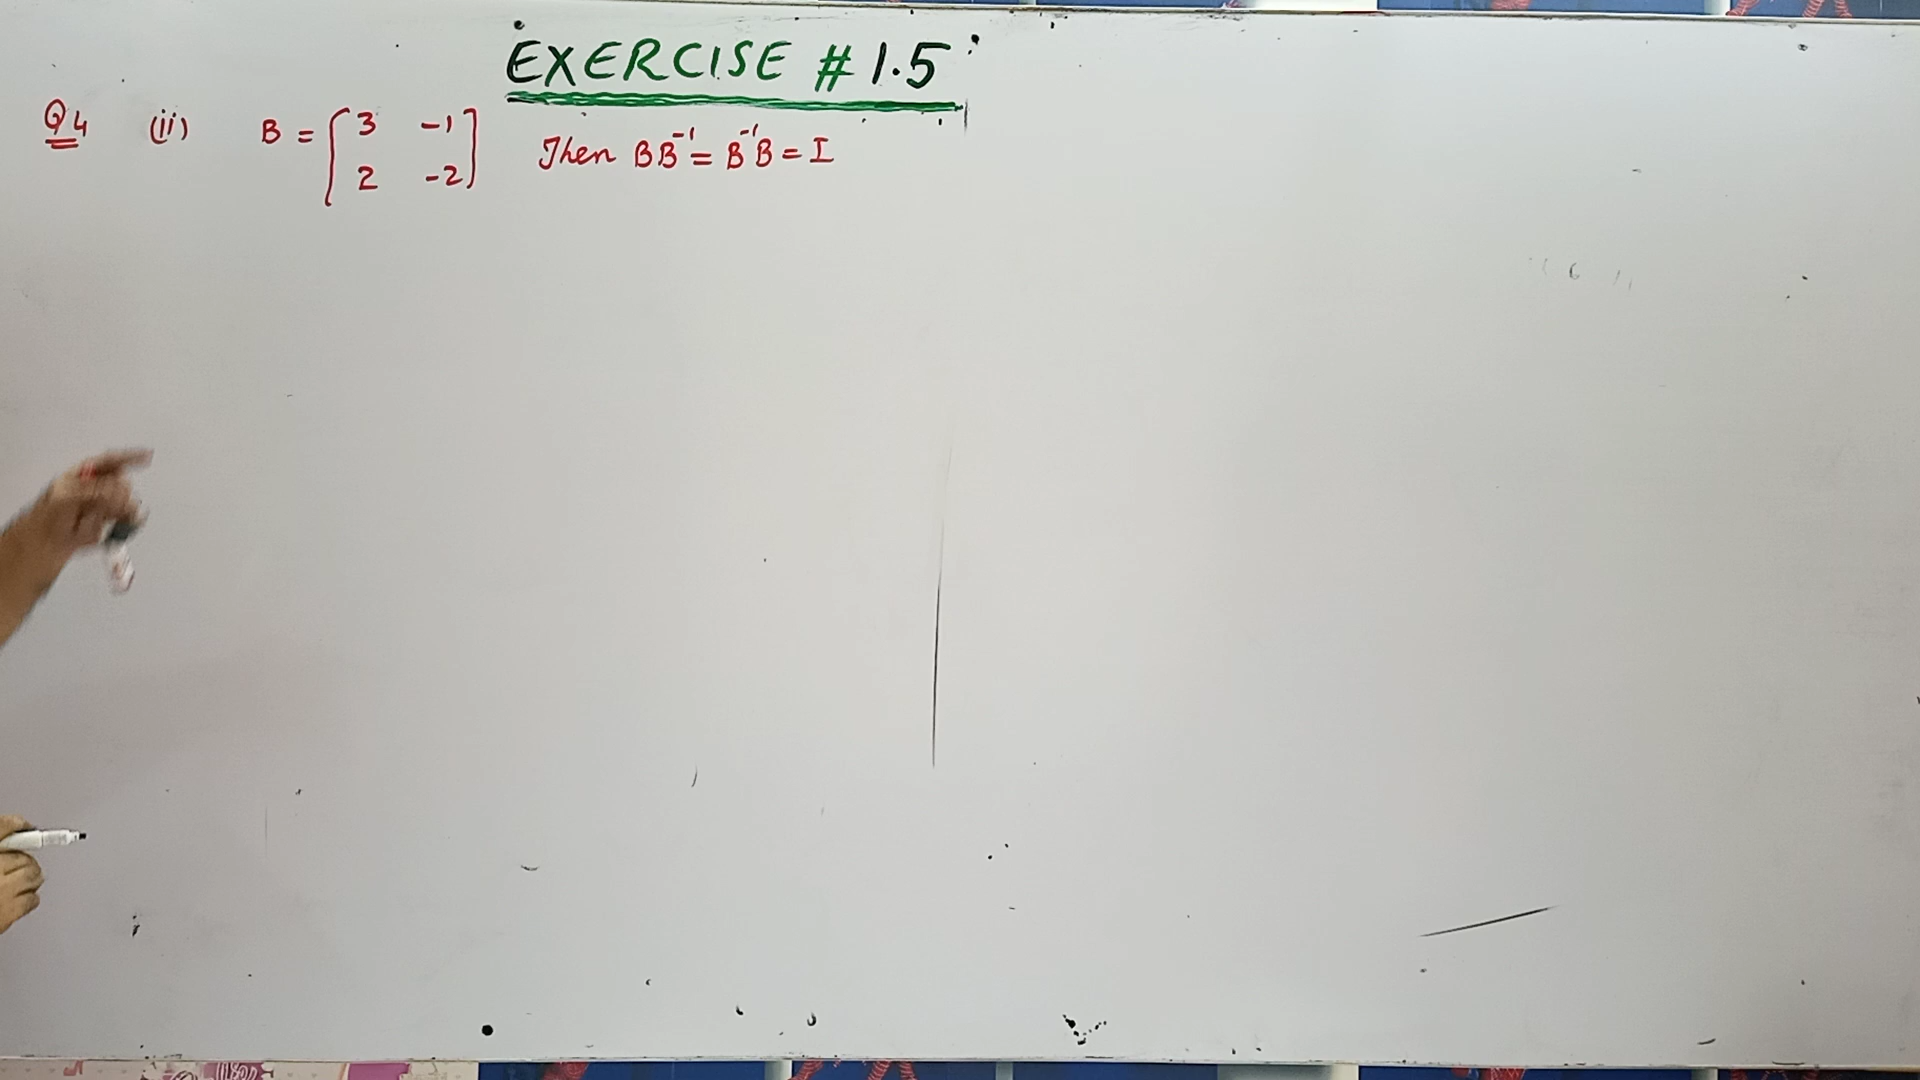 EXERCISE # 1.5
Q4 (ii) B = [3 -1
2 -2] Then BB⁻¹ = B⁻¹B = I